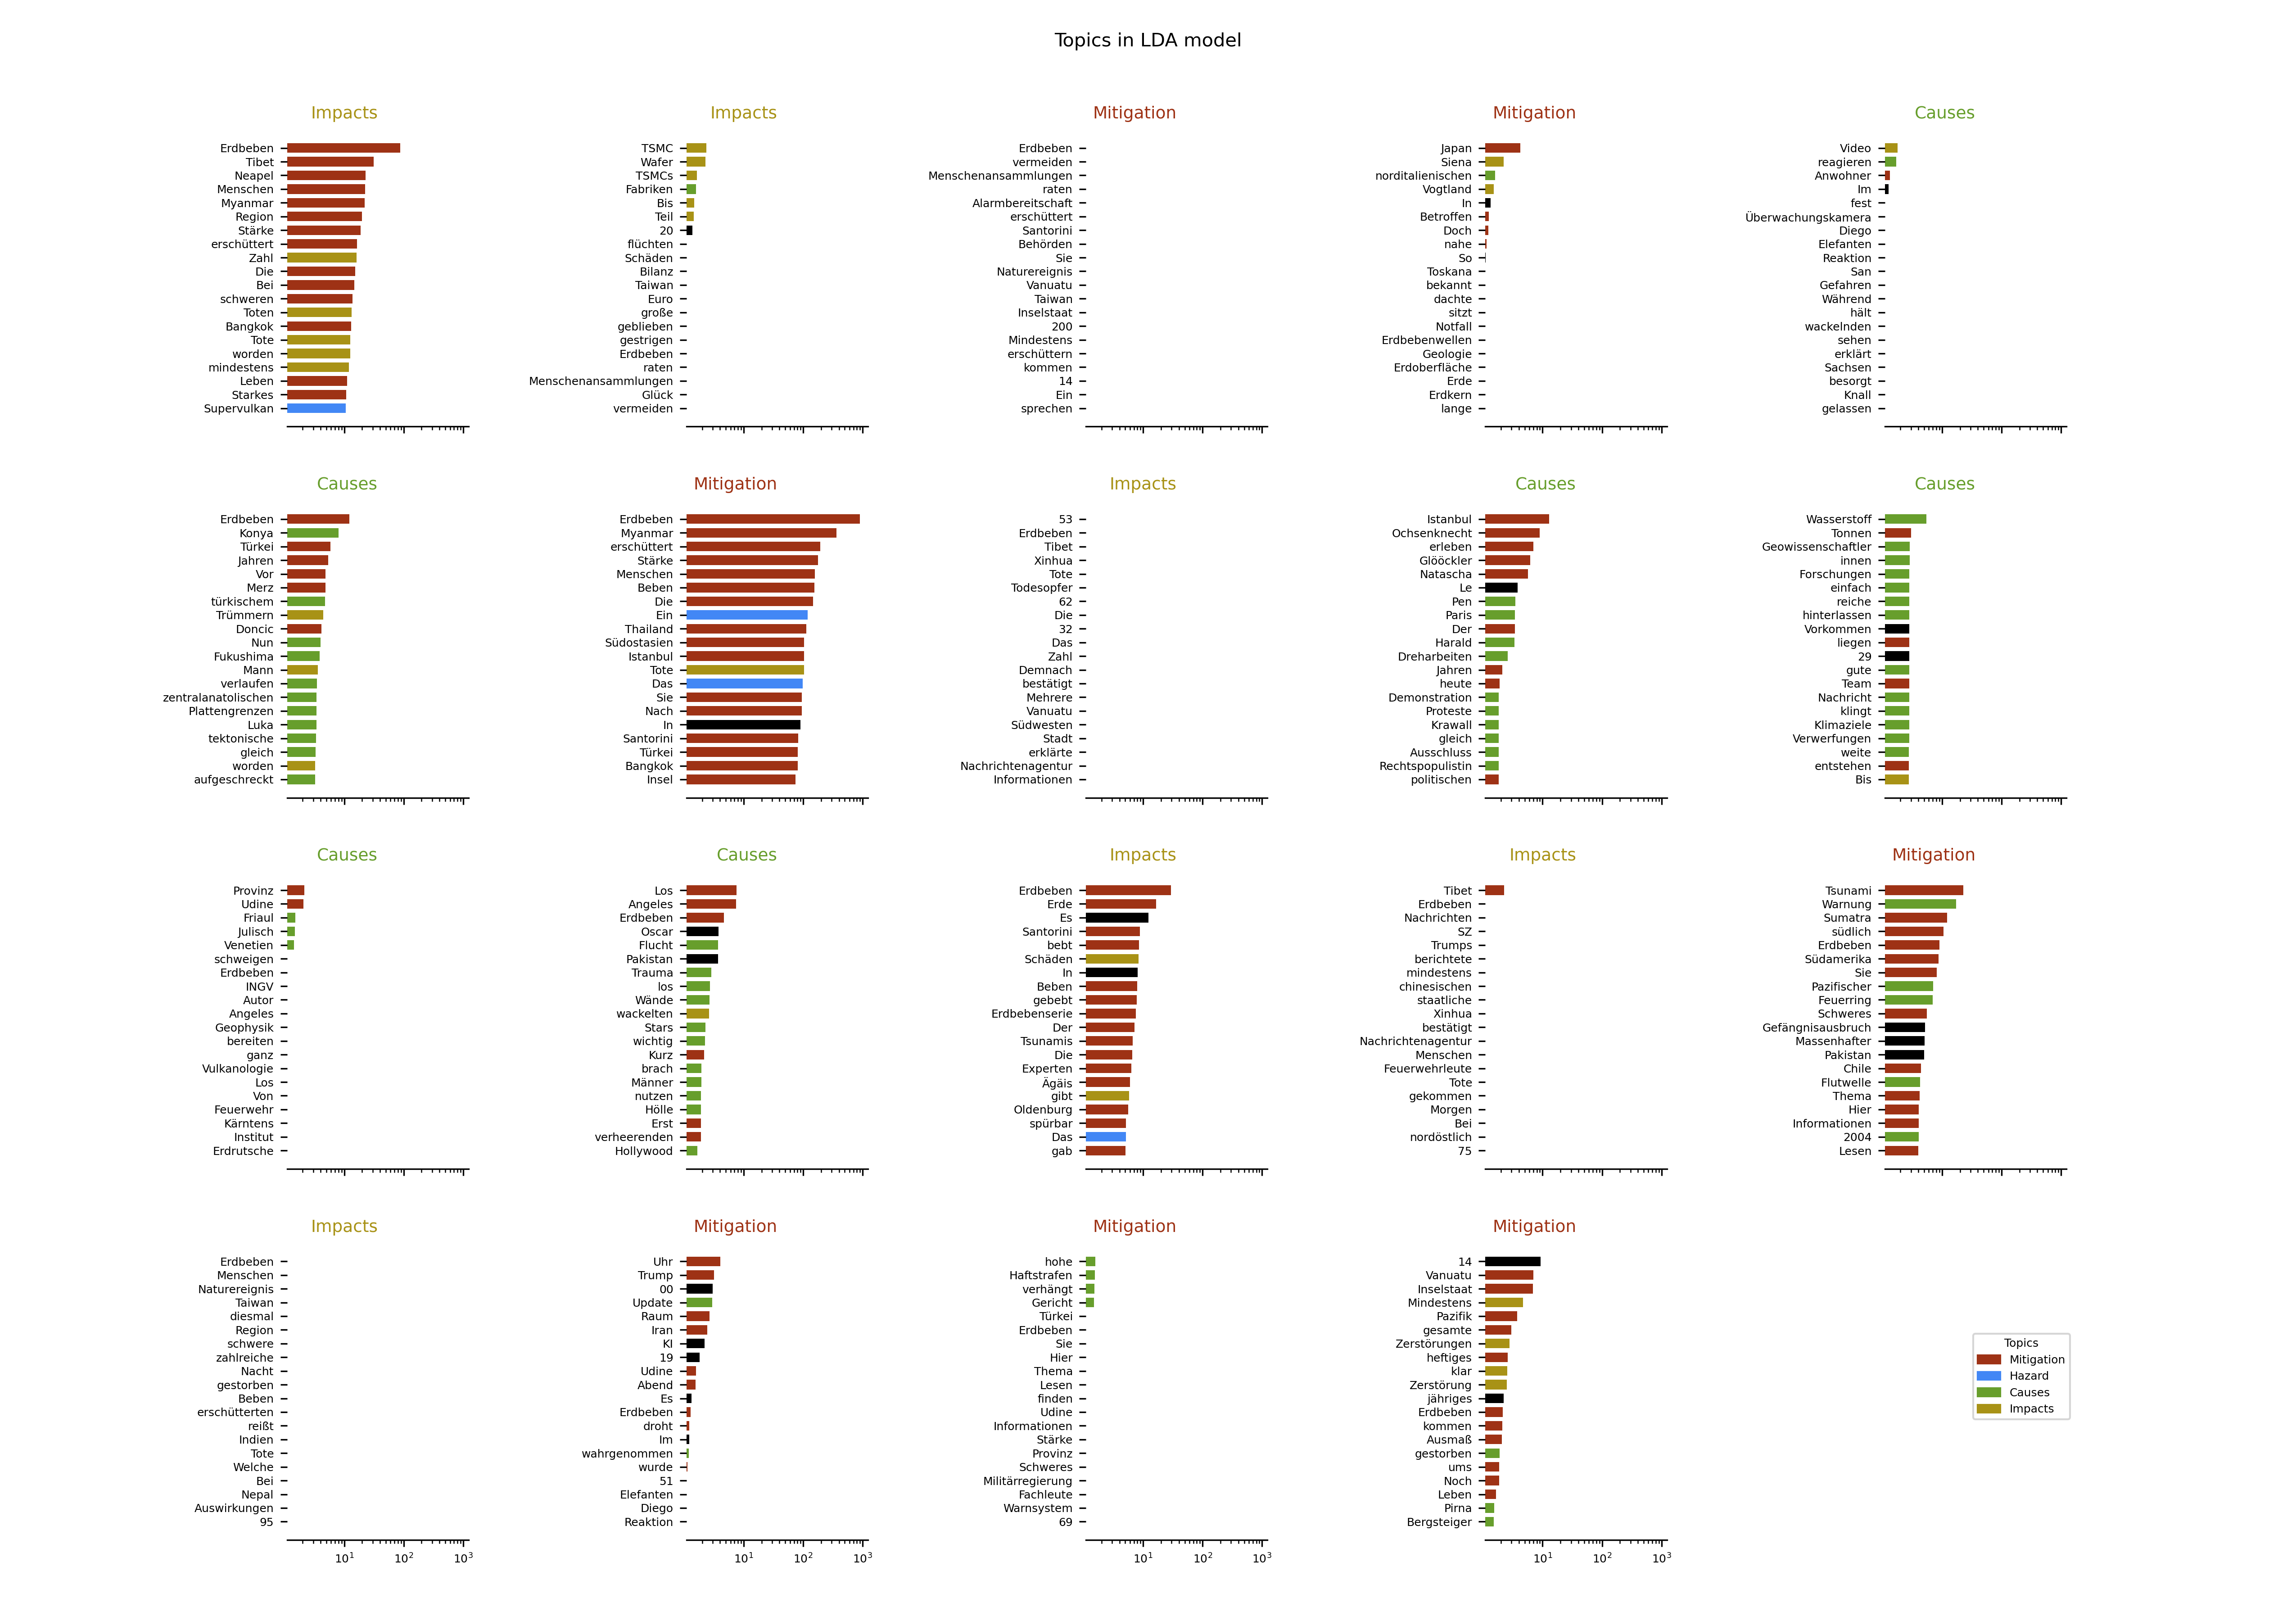 Topics in LDA model
Impacts
Erdbeben
Tibet
Neapel
Menschen
Myanmar
Region
Stärke
erschüttert
Zahl
Die
Bei
schweren
Toten
Bangkok
Tote
worden
mindestens
Leben
Starkes
Supervulkan
Impacts
TSMC
Wafer
TSMCs
Fabriken
Bis
Teil
20
flüchten
Schäden
Bilanz
Taiwan
Euro
große
geblieben
gestrigen
Erdbeben
raten
Menschenansammlungen
Glück
vermeiden
Mitigation
Erdbeben
vermeiden
Menschenansammlungen
raten
Alarmbereitschaft
erschüttert
Santorini
Behörden
Sie
Naturereignis
Vanuatu
Taiwan
Inselstaat
200
Mindestens
erschüttern
kommen
14
Ein
sprechen
Mitigation
Japan
Siena
norditalienischen
Vogtland
In
Betroffen
Doch
nahe
So
Toskana
bekannt
dachte
sitzt
Notfall
Erdbebenwellen
Geologie
Erdoberfläche
Erde
Erdkern
lange
Causes
Video
reagieren
Anwohner
Im
fest
Überwachungskamera
Diego
Elefanten
Reaktion
San
Gefahren
Während
hält
wackelnden
sehen
erklärt
Sachsen
besorgt
Knall
gelassen
Causes
Erdbeben
Konya
Türkei
Jahren
Vor
Merz
türkischem
Trümmern
Doncic
Nun
Fukushima
Mann
verlaufen
zentralanatolischen
Plattengrenzen
Luka
tektonische
gleich
worden
aufgeschreckt
Mitigation
Erdbeben
Myanmar
erschüttert
Stärke
Menschen
Beben
Die
Ein
Thailand
Südostasien
Istanbul
Tote
Das
Sie
Nach
In
Santorini
Türkei
Bangkok
Insel
Impacts
53
Erdbeben
Tibet
Xinhua
Tote
Todesopfer
62
Die
32
Das
Zahl
Demnach
bestätigt
Mehrere
Vanuatu
Südwesten
Stadt
erklärte
Nachrichtenagentur
Informationen
Causes
Istanbul
Ochsenknecht
erleben
Glööckler
Natascha
Le
Pen
Paris
Der
Harald
Dreharbeiten
Jahren
heute
Demonstration
Proteste
Krawall
gleich
Ausschluss
Rechtspopulistin
politischen
Causes
Wasserstoff
Tonnen
Geowissenschaftler
innen
Forschungen
einfach
reiche
hinterlassen
Vorkommen
liegen
29
gute
Team
Nachricht
klingt
Klimaziele
Verwerfungen
weite
entstehen
Bis
Causes
Provinz
Udine
Friaul
Julisch
Venetien
schweigen
Erdbeben
INGV
Autor
Angeles
Geophysik
bereiten
ganz
Vulkanologie
Los
Von
Feuerwehr
Kärntens
Institut
Erdrutsche
Causes
Los
Angeles
Erdbeben
Oscar
Flucht
Pakistan
Trauma
los
Wände
wackelten
Stars
wichtig
Kurz
brach
Männer
nutzen
Hölle
Erst
verheerenden
Hollywood
Impacts
Erdbeben
Erde
Es
Santorini
bebt
Schäden
In
Beben
gebebt
Erdbebenserie
Der
Tsunamis
Die
Experten
Ägäis
gibt
Oldenburg
spürbar
Das
gab
Impacts
Tibet
Erdbeben
Nachrichten
SZ
Trumps
berichtete
mindestens
chinesischen
staatliche
Xinhua
bestätigt
Nachrichtenagentur
Menschen
Feuerwehrleute
Tote
gekommen
Morgen
Bei
nordöstlich
75
Mitigation
Tsunami
Warnung
Sumatra
südlich
Erdbeben
Südamerika
Sie
Pazifischer
Feuerring
Schweres
Gefängnisausbruch
Massenhafter
Pakistan
Chile
Flutwelle
Thema
Hier
Informationen
2004
Lesen
Impacts
Erdbeben
Menschen
Naturereignis
Taiwan
diesmal
Region
schwere
zahlreiche
Nacht
gestorben
Beben
erschütterten
reißt
Indien
Tote
Welche
Bei
Nepal
Auswirkungen
95
10¹ 10² 10³
Mitigation
Uhr
Trump
00
Update
Raum
Iran
KI
19
Udine
Abend
Es
Erdbeben
droht
Im
wahrgenommen
wurde
51
Elefanten
Diego
Reaktion
10¹ 10² 10³
Mitigation
hohe
Haftstrafen
verhängt
Gericht
Türkei
Erdbeben
Sie
Hier
Thema
Lesen
finden
Udine
Informationen
Stärke
Provinz
Schweres
Militärregierung
Fachleute
Warnsystem
69
10¹ 10² 10³
Mitigation
14
Vanuatu
Inselstaat
Mindestens
Pazifik
gesamte
Zerstörungen
heftiges
klar
Zerstörung
jähriges
Erdbeben
kommen
Ausmaß
gestorben
ums
Noch
Leben
Pirna
Bergsteiger
10¹ 10² 10³
Topics
Mitigation
Hazard
Causes
Impacts